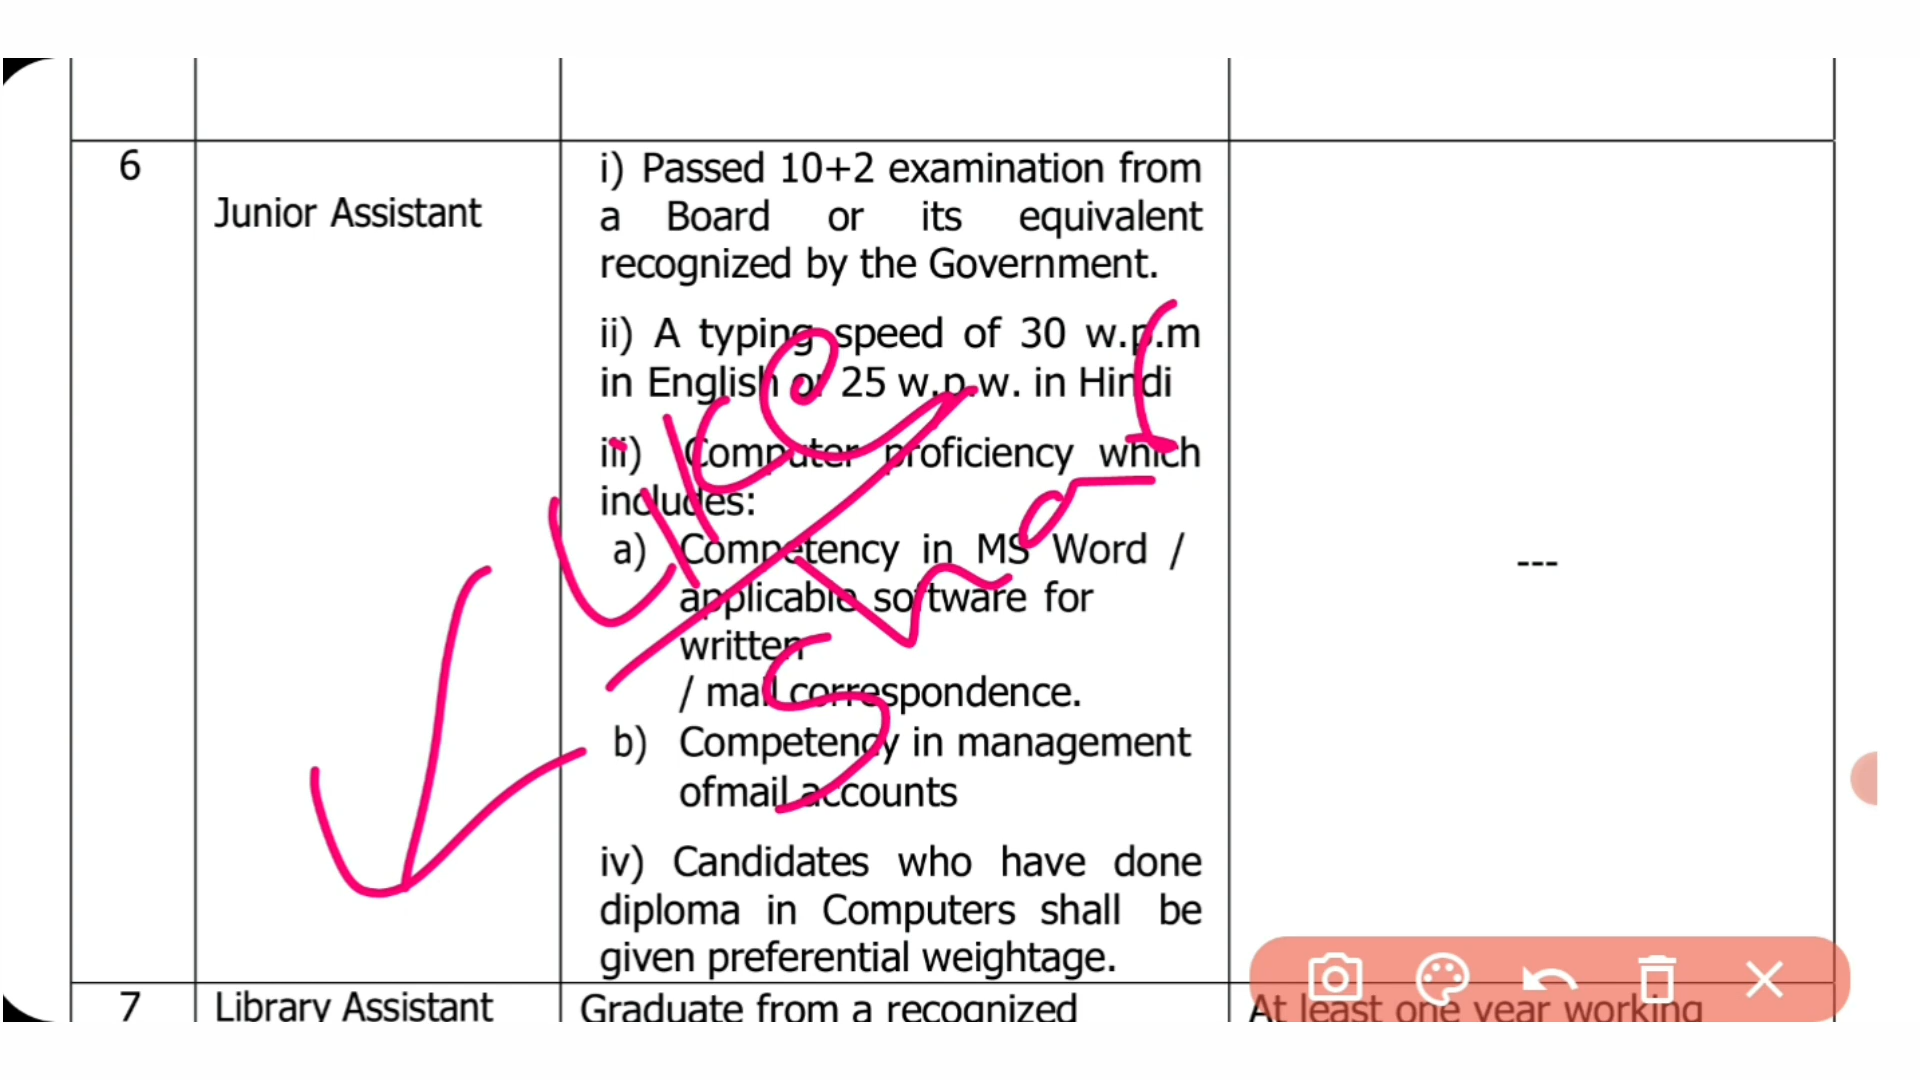 6
Junior Assistant
i) Passed 10+2 examination from
a Board or its equivalent
recognized by the Government.
ii) A typing speed of 30 w.p.m
in English or 25 w.p.w. in Hindi
iii) Computer proficiency which
includes:
a) Competency in MS Word /
applicable software for
written
/ mail correspondence.
b) Competency in management
ofmail accounts
iv) Candidates who have done
diploma in Computers shall be
given preferential weightage.
---
Like
Share
7
Library Assistant
Graduate from a recognized
At least one year working